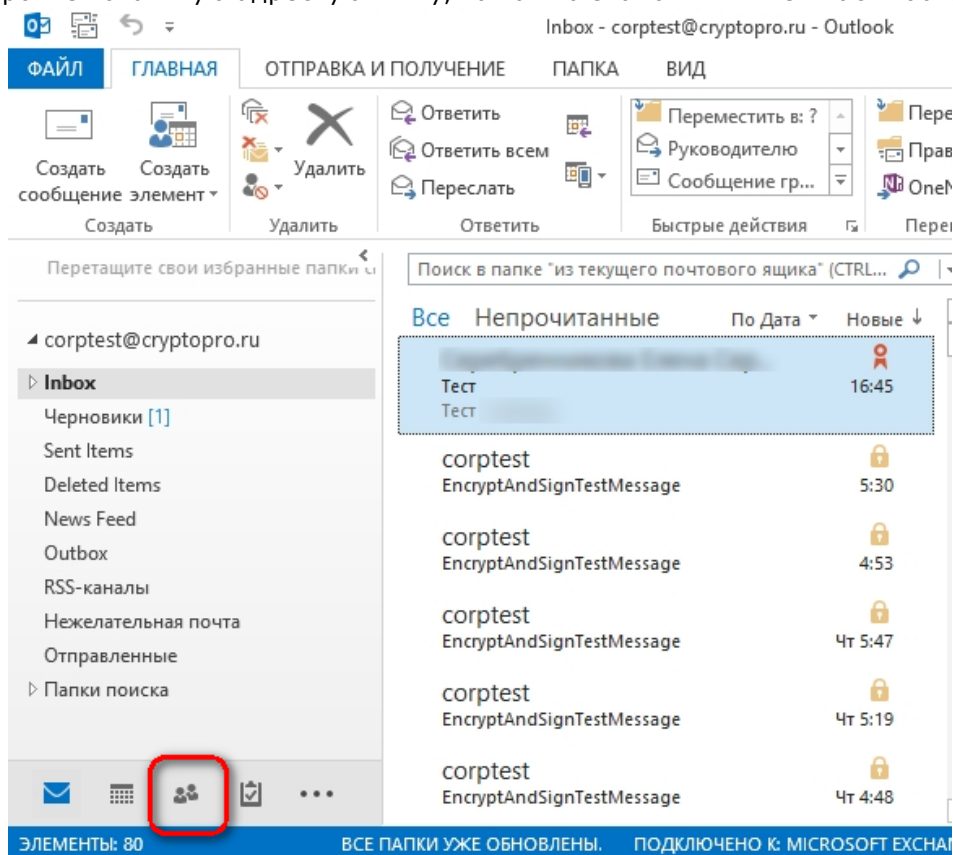 Inbox - corptest@cryptopro.ru - Outlook
ФАЙЛ ГЛАВНАЯ ОТПРАВКА И ПОЛУЧЕНИЕ ПАПКА ВИД
Создать сообщение
Создать элемент
Удалить
Ответить
Ответить всем
Переслать
Переместить в: ?
Руководителю
Сообщение гр...
Создать Удалить Ответить Быстрые действия
Перетащите свои избранные папки
Поиск в папке "из текущего почтового ящика" (CTRL...
Все Непрочитанные По Дата Новые
corptest@cryptopro.ru
Inbox
Черновики [1]
Sent Items
Deleted Items
News Feed
Outbox
RSS-каналы
Нежелательная почта
Отправленные
Папки поиска
Тест 16:45
Тест
corptest
EncryptAndSignTestMessage 5:30
corptest
EncryptAndSignTestMessage 4:53
corptest
EncryptAndSignTestMessage Чт 5:47
corptest
EncryptAndSignTestMessage Чт 5:19
corptest
EncryptAndSignTestMessage Чт 4:48
ЭЛЕМЕНТЫ: 80 ВСЕ ПАПКИ УЖЕ ОБНОВЛЕНЫ. ПОДКЛЮЧЕНО К: MICROSOFT EXCHA